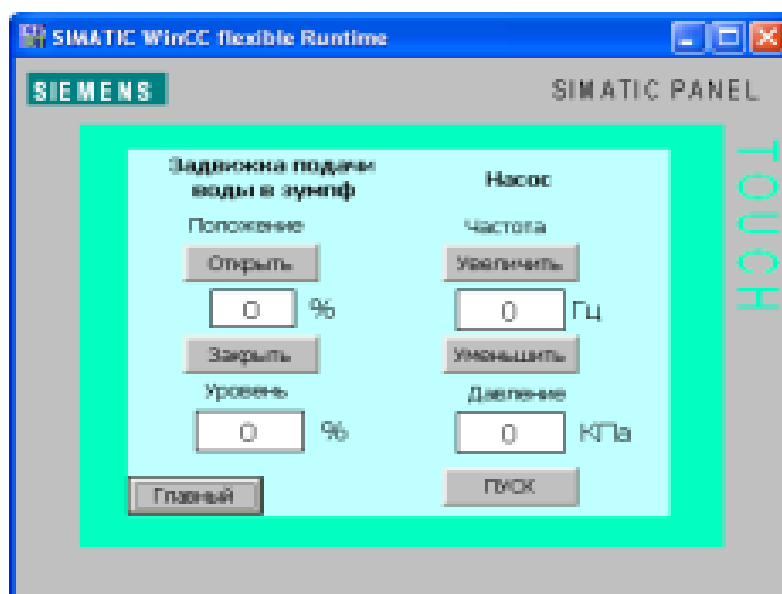 SIMATIC WinCC flexible Runtime
SIEMENS
SIMATIC PANEL
TOUCH
Задвижка подачи
воды в зумпф
Положение
Открыть
0 %
Закрыть
Уровень
0 %
Главный
Насос
Частота
Увеличить
0 Гц
Уменьшить
Давление
0 КПа
ПУСК